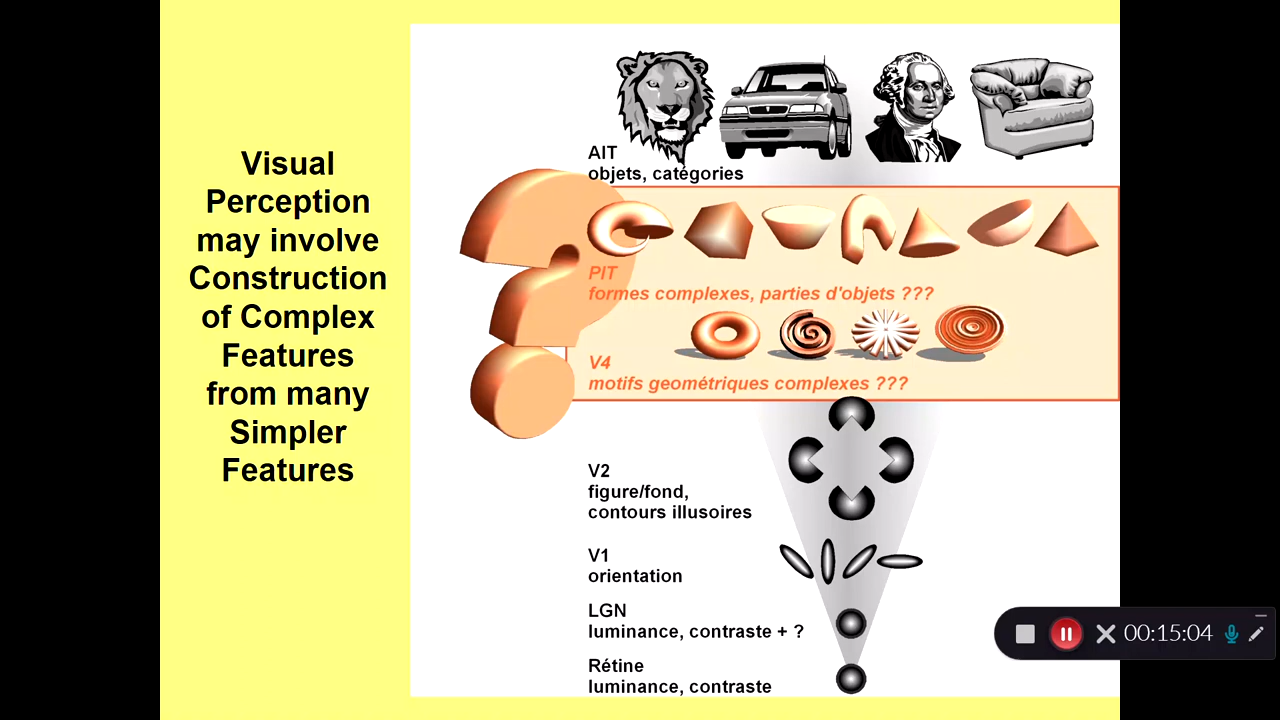 Visual
Perception
may involve
Construction
of Complex
Features
from many
Simpler
Features
AIT
objets, catégories
PIT
formes complexes, parties d'objets ???
V4
motifs geométriques complexes ???
V2
figure/fond,
contours illusoires
V1
orientation
LGN
luminance, contraste + ?
Rétine
luminance, contraste
00:15:04